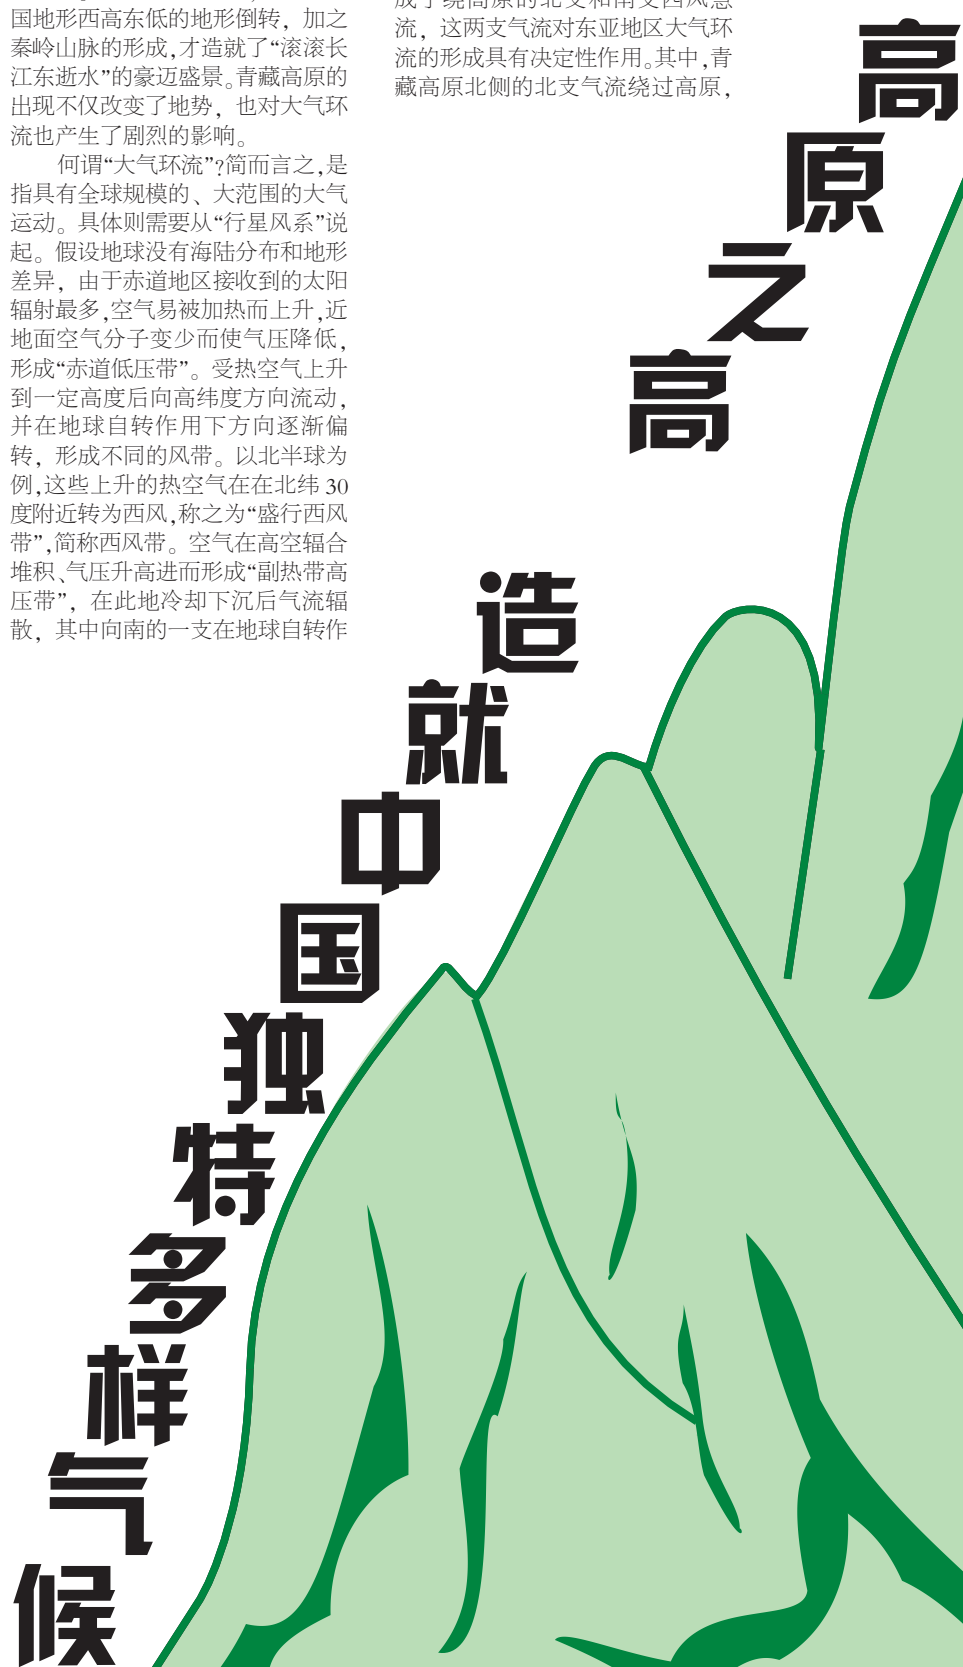 国地形西高东低的地形倒转，加之
秦岭山脉的形成,才造就了“滚滚长
江东逝水”的豪迈盛景。青藏高原的
出现不仅改变了地势，也对大气环
流也产生了剧烈的影响。
何谓“大气环流”?简而言之,是
指具有全球规模的、大范围的大气
运动。具体则需要从“行星风系”说
起。假设地球没有海陆分布和地形
差异，由于赤道地区接收到的太阳
辐射最多,空气易被加热而上升,近
地面空气分子变少而使气压降低,
形成“赤道低压带”。受热空气上升
到一定高度后向高纬度方向流动,
并在地球自转作用下方向逐渐偏
转，形成不同的风带。以北半球为
例,这些上升的热空气在在北纬 30
度附近转为西风,称之为“盛行西风
带”,简称西风带。空气在高空辐合
堆积、气压升高进而形成“副热带高
压带”，在此地冷却下沉后气流辐
散，其中向南的一支在地球自转作
成了绕高原的北支和南支西风急
流，这两支气流对东亚地区大气环
流的形成具有决定性作用。其中,青
藏高原北侧的北支气流绕过高原,
高原之高
造就中国独特多样气候